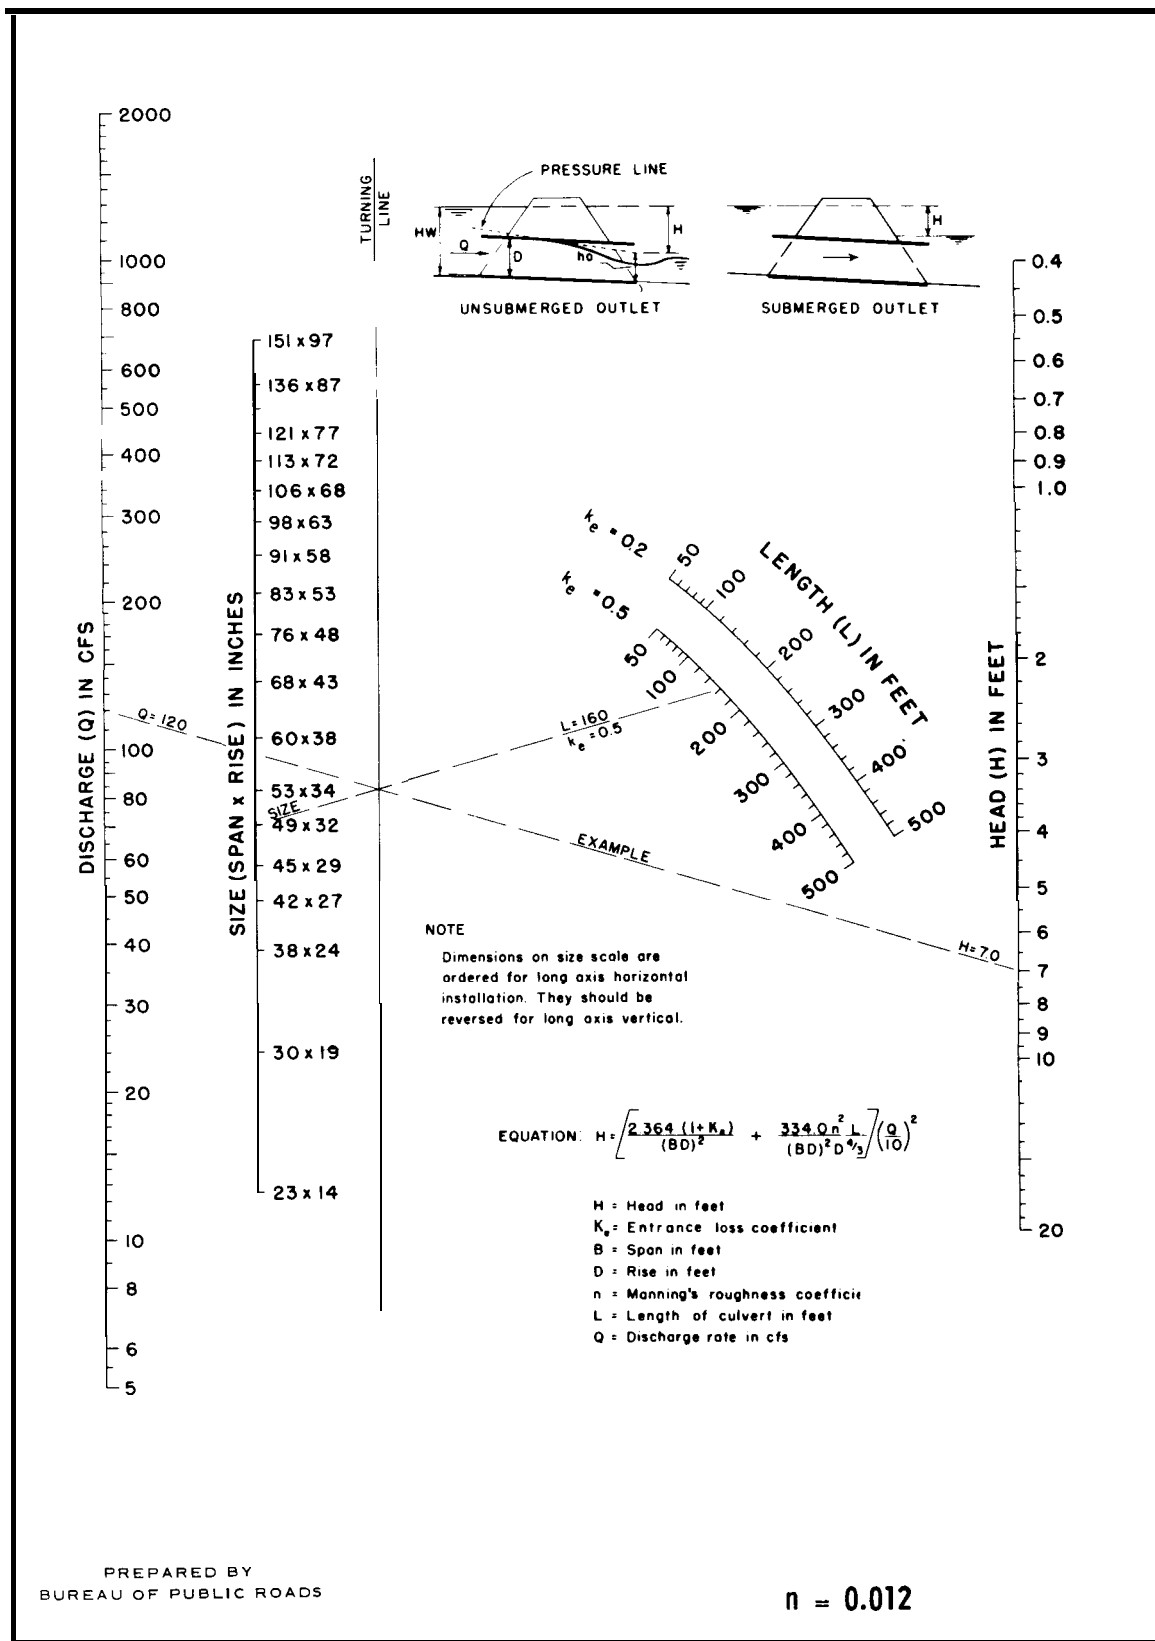 2000
1000
800
600
500
400
300
200
100
80
60
50
40
30
20
10
8
6
5
DISCHARGE (Q) IN CFS
Q=120
TURNING LINE
PRESSURE LINE
HW
Q
D
ho
H
UNSUBMERGED OUTLET
H
SUBMERGED OUTLET
151 x 97
136 x 87
121 x 77
113 x 72
106 x 68
98 x 63
91 x 58
83 x 53
76 x 48
68 x 43
60 x 38
53 x 34
49 x 32
45 x 29
42 x 27
38 x 24
30 x 19
23 x 14
SIZE (SPAN x RISE) IN INCHES
SIZE
ke = 0.2
50
100
200
300
400
500
LENGTH (L) IN FEET
ke = 0.5
50
100
200
300
400
500
L=160
ke=0.5
EXAMPLE
H=7.0
0.4
0.5
0.6
0.7
0.8
0.9
1.0
2
3
4
5
6
7
8
9
10
20
HEAD (H) IN FEET
NOTE
Dimensions on size scale are
ordered for long axis horizontal
installation. They should be
reversed for long axis vertical.
EQUATION: H = [2.364 (1+Ke) / (BD)² + 334.0 n² L / (BD)² D^4/3] (Q/10)²
H = Head in feet
Ke = Entrance loss coefficient
B = Span in feet
D = Rise in feet
n = Manning's roughness coefficie
L = Length of culvert in feet
Q = Discharge rate in cfs
PREPARED BY
BUREAU OF PUBLIC ROADS
n = 0.012